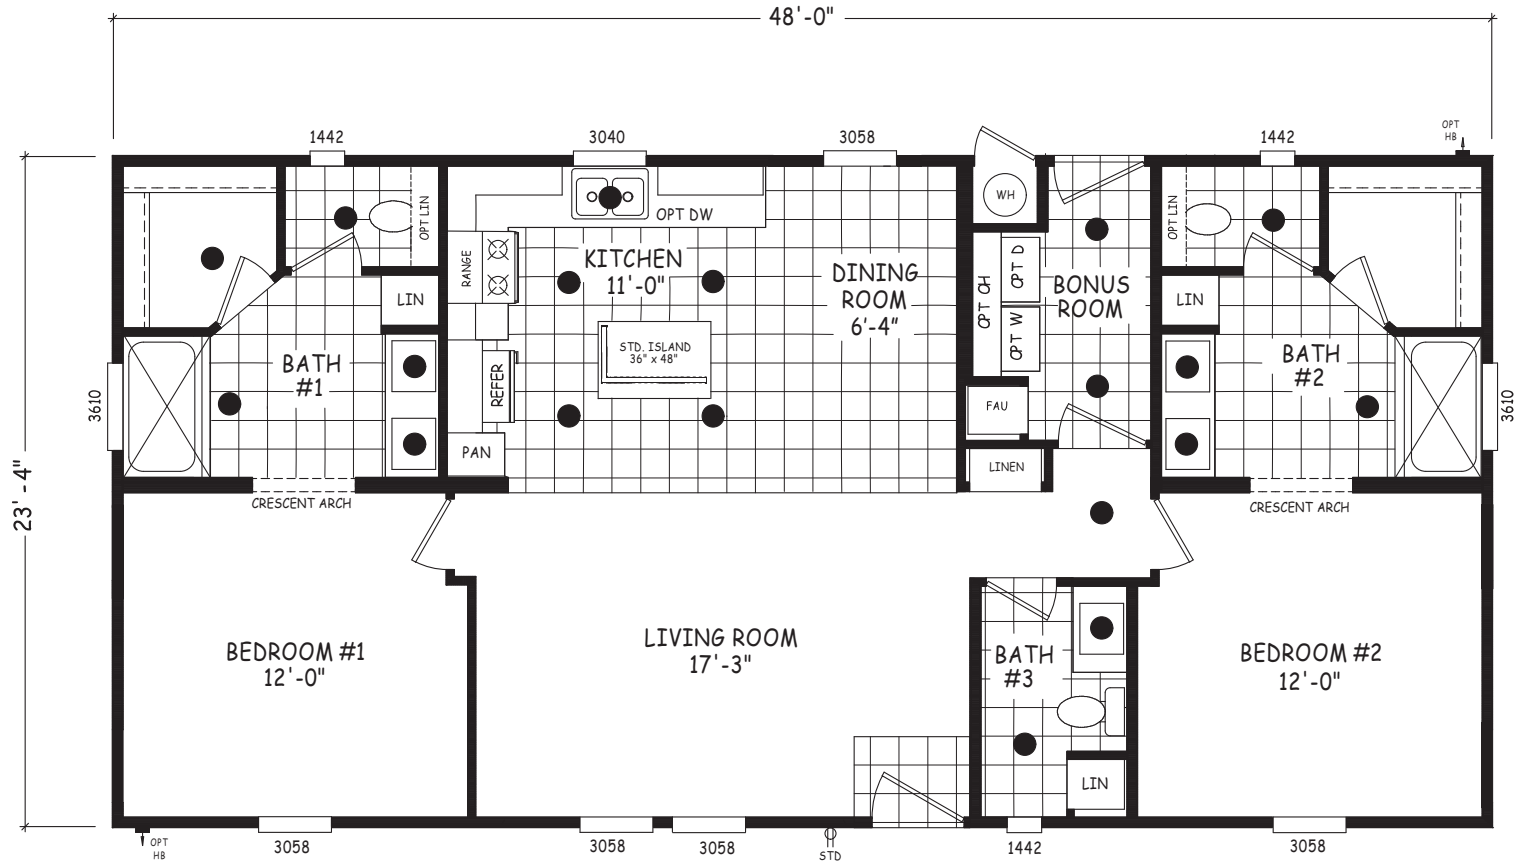 48'-0"
OPT
HB
1442
3040
3058
1442
WH
OPT LIN
OPT DW
OPT LIN
RANGE
KITCHEN
11'-0"
DINING
ROOM
6'-4"
OPT OH
OPT D
OPT W
BONUS
ROOM
LIN
LIN
STD. ISLAND
36" x 48"
BATH
#1
REFER
BATH
#2
3610
3610
FAU
PAN
LINEN
23'-4"
CRESCENT ARCH
CRESCENT ARCH
LIVING ROOM
17'-3"
BEDROOM #1
12'-0"
BATH
#3
BEDROOM #2
12'-0"
LIN
OPT
HB
3058
3058
3058
STD
1442
3058